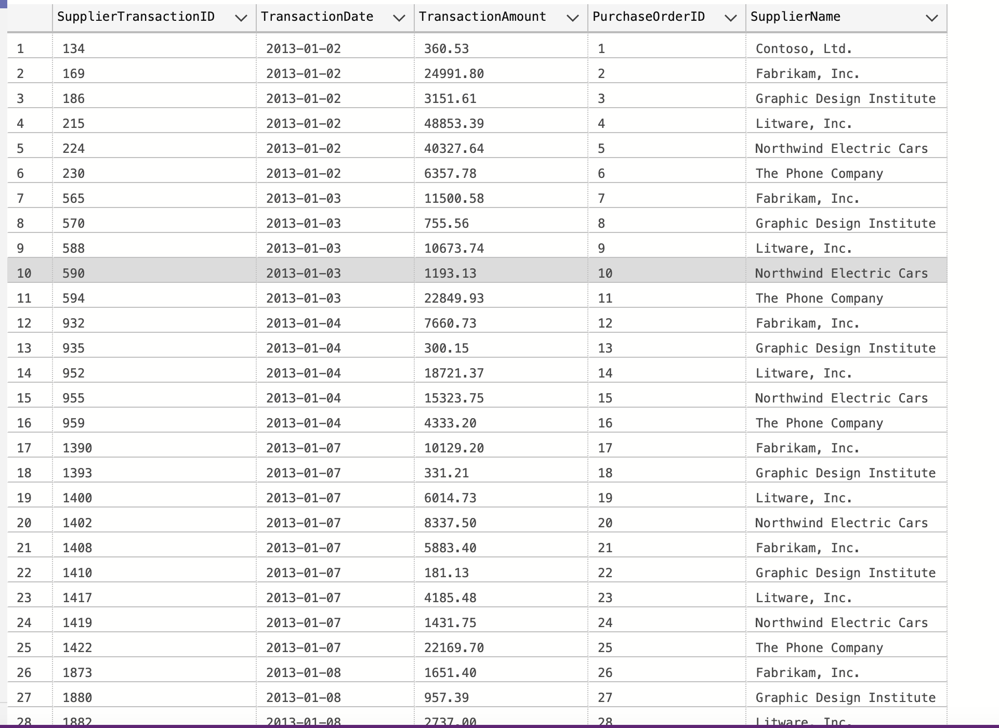 SupplierTransactionID TransactionDate TransactionAmount PurchaseOrderID SupplierName
1 134 2013-01-02 360.53 1 Contoso, Ltd.
2 169 2013-01-02 24991.80 2 Fabrikam, Inc.
3 186 2013-01-02 3151.61 3 Graphic Design Institute
4 215 2013-01-02 48853.39 4 Litware, Inc.
5 224 2013-01-02 40327.64 5 Northwind Electric Cars
6 230 2013-01-02 6357.78 6 The Phone Company
7 565 2013-01-03 11500.58 7 Fabrikam, Inc.
8 570 2013-01-03 755.56 8 Graphic Design Institute
9 588 2013-01-03 10673.74 9 Litware, Inc.
10 590 2013-01-03 1193.13 10 Northwind Electric Cars
11 594 2013-01-03 22849.93 11 The Phone Company
12 932 2013-01-04 7660.73 12 Fabrikam, Inc.
13 935 2013-01-04 300.15 13 Graphic Design Institute
14 952 2013-01-04 18721.37 14 Litware, Inc.
15 955 2013-01-04 15323.75 15 Northwind Electric Cars
16 959 2013-01-04 4333.20 16 The Phone Company
17 1390 2013-01-07 10129.20 17 Fabrikam, Inc.
18 1393 2013-01-07 331.21 18 Graphic Design Institute
19 1400 2013-01-07 6014.73 19 Litware, Inc.
20 1402 2013-01-07 8337.50 20 Northwind Electric Cars
21 1408 2013-01-07 5883.40 21 Fabrikam, Inc.
22 1410 2013-01-07 181.13 22 Graphic Design Institute
23 1417 2013-01-07 4185.48 23 Litware, Inc.
24 1419 2013-01-07 1431.75 24 Northwind Electric Cars
25 1422 2013-01-07 22169.70 25 The Phone Company
26 1873 2013-01-08 1651.40 26 Fabrikam, Inc.
27 1880 2013-01-08 957.39 27 Graphic Design Institute
28 1882 2013-01-08 2737.00 28 Litware, Inc.